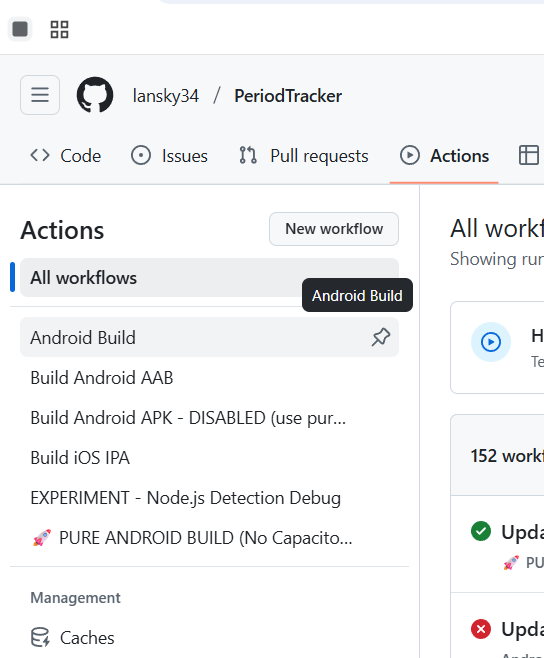 lansky34 / PeriodTracker
Code Issues Pull requests Actions
Actions
New workflow
All workflows
Android Build
Android Build
Build Android AAB
Build Android APK - DISABLED (use pur...
Build iOS IPA
EXPERIMENT - Node.js Detection Debug
🚀 PURE ANDROID BUILD (No Capacito...
Management
Caches
All workf
Showing run
H
Te
152 workf
Upda
🚀 PU
Upda